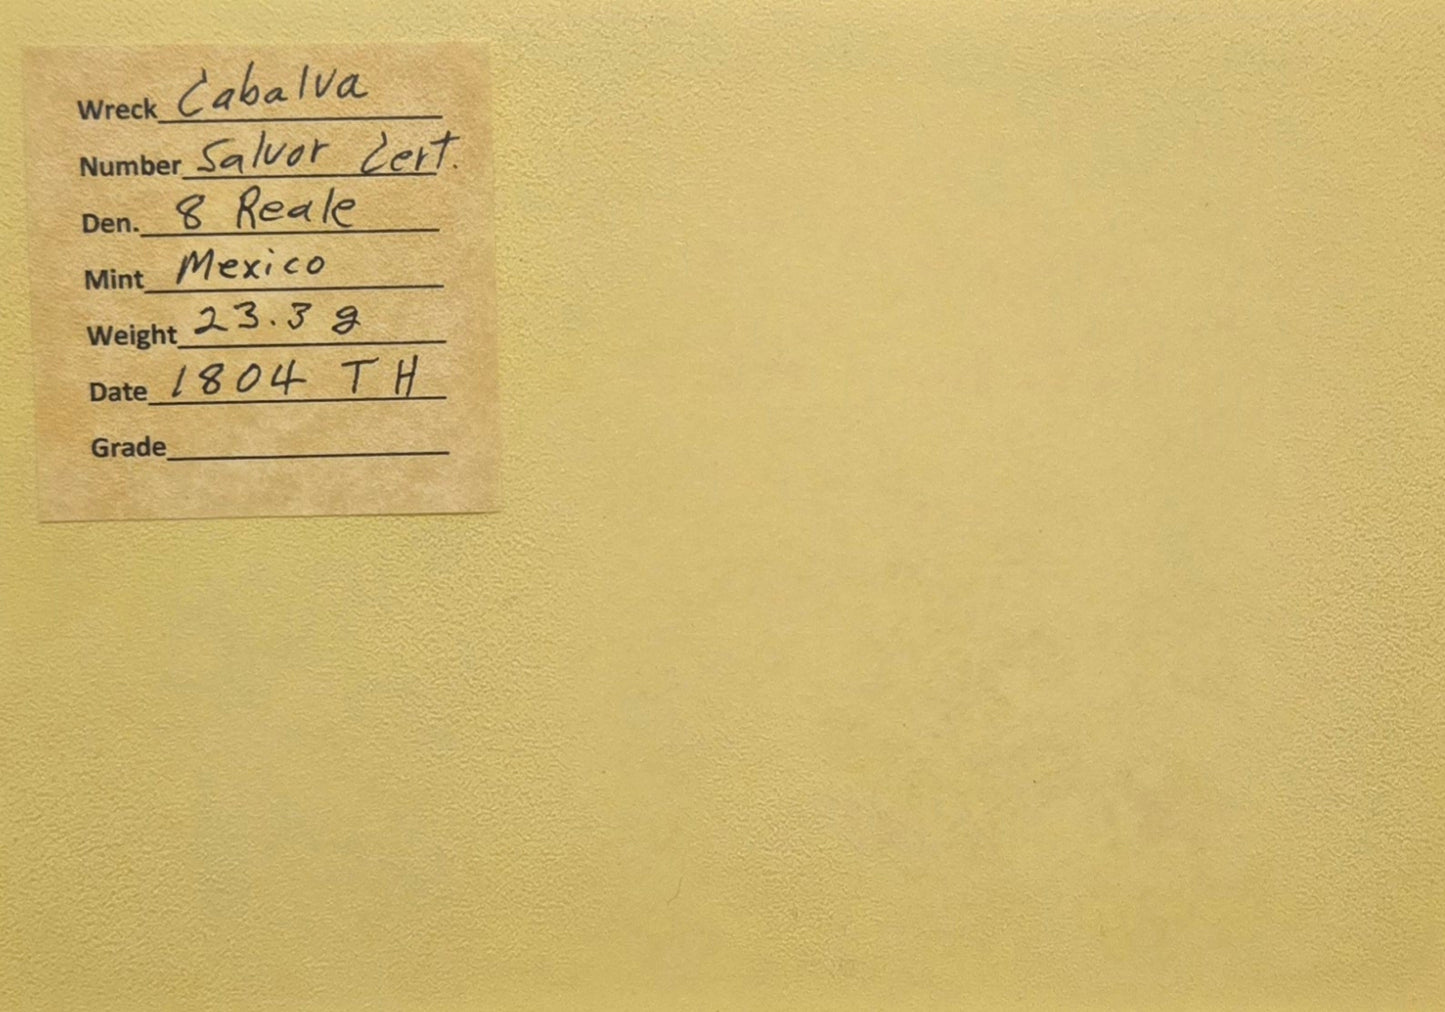 Wreck Cabalva
Number Salvor Cert.
Den. 8 Reale
Mint Mexico
Weight 23.3 g
Date 1804 TH
Grade